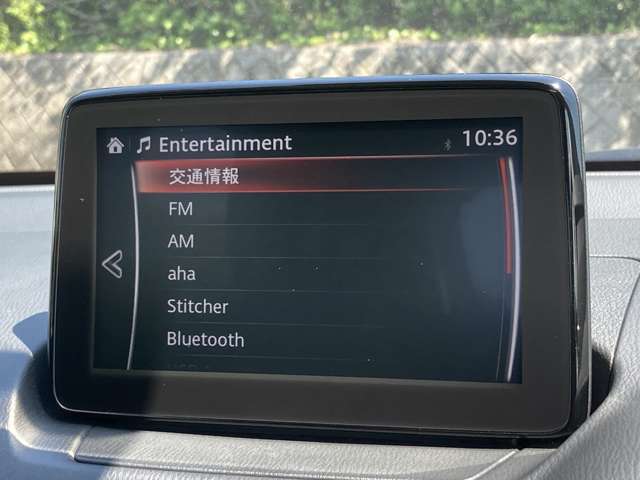 Entertainment 10:36
交通情報
FM
AM
aha
Stitcher
Bluetooth